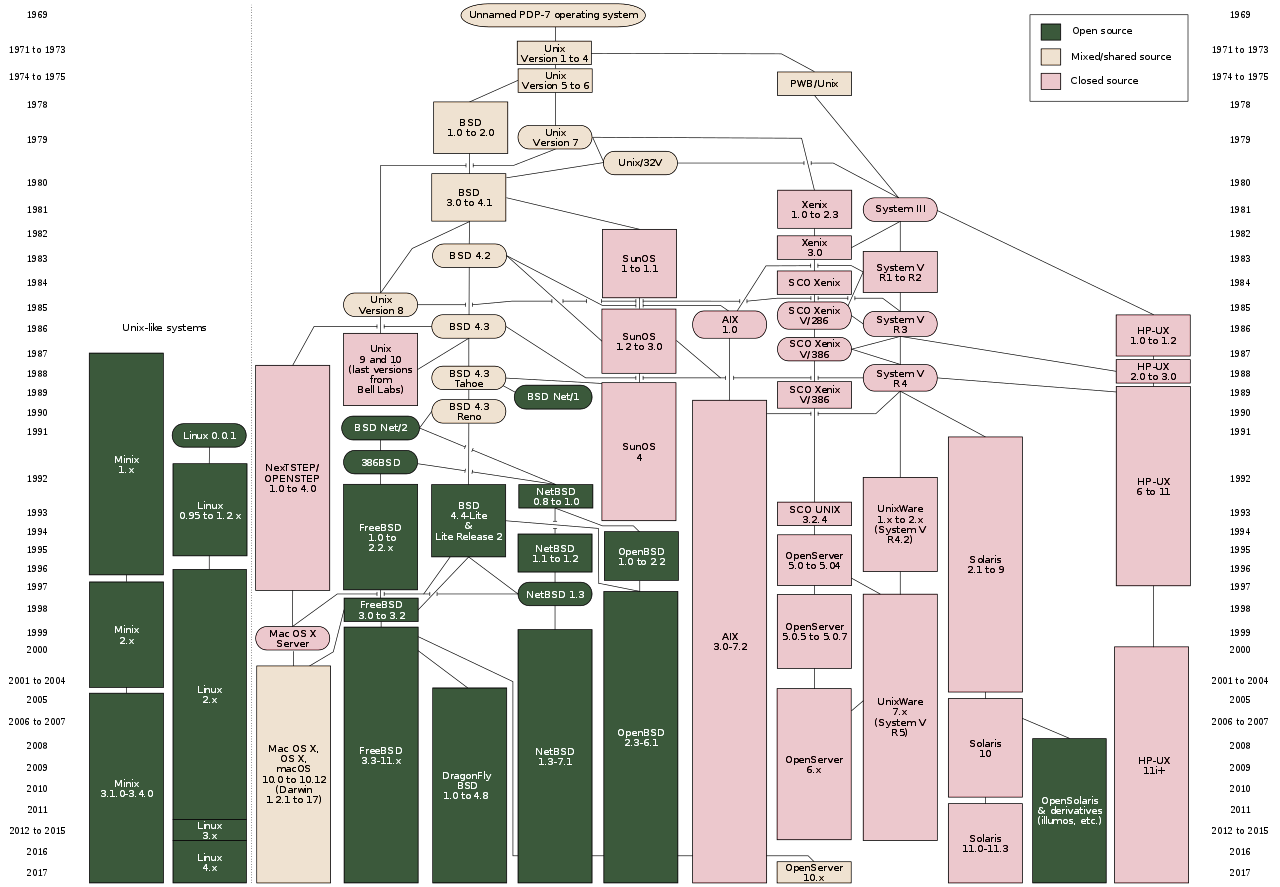 1969
1971 to 1973
1974 to 1975
1978
1979
1980
1981
1982
1983
1984
1985
1986
1987
1988
1989
1990
1991
1992
1993
1994
1995
1996
1997
1998
1999
2000
2001 to 2004
2005
2006 to 2007
2008
2009
2010
2011
2012 to 2015
2016
2017
Unix-like systems
Minix
1.x
Minix
2.x
Minix
3.1.0-3.4.0
Linux 0.0.1
Linux
0.95 to 1.2.x
Linux
2.x
Linux
3.x
Linux
4.x
Unnamed PDP-7 operating system
Unix
Version 1 to 4
Unix
Version 5 to 6
PWB/Unix
BSD
1.0 to 2.0
Unix
Version 7
Unix/32V
BSD
3.0 to 4.1
BSD 4.2
Unix
Version 8
BSD 4.3
Unix
9 and 10
(last versions
from
Bell Labs)
BSD 4.3
Tahoe
BSD Net/1
BSD 4.3
Reno
BSD Net/2
386BSD
NexTSTEP/
OPENSTEP
1.0 to 4.0
Mac OS X
Server
Mac OS X,
OS X,
macOS
10.0 to 10.12
(Darwin
1.2.1 to 17)
FreeBSD
1.0 to
2.2.x
FreeBSD
3.0 to 3.2
FreeBSD
3.3-11.x
BSD
4.4-Lite
&
Lite Release 2
DragonFly
BSD
1.0 to 4.8
NetBSD
0.8 to 1.0
NetBSD
1.1 to 1.2
NetBSD 1.3
NetBSD
1.3-7.1
OpenBSD
1.0 to 2.2
OpenBSD
2.3-6.1
SunOS
1 to 1.1
SunOS
1.2 to 3.0
SunOS
4
AIX
1.0
AIX
3.0-7.2
Xenix
1.0 to 2.3
Xenix
3.0
SCO Xenix
SCO Xenix
V/286
SCO Xenix
V/386
SCO Xenix
V/386
SCO UNIX
3.2.4
OpenServer
5.0 to 5.04
OpenServer
5.0.5 to 5.0.7
OpenServer
6.x
OpenServer
10.x
System III
System V
R1 to R2
System V
R3
System V
R4
UnixWare
1.x to 2.x
(System V
R4.2)
UnixWare
7.x
(System V
R5)
Solaris
2.1 to 9
Solaris
10
Solaris
11.0-11.3
OpenSolaris
& derivatives
(illumos, etc.)
HP-UX
1.0 to 1.2
HP-UX
2.0 to 3.0
HP-UX
6 to 11
HP-UX
11i+
Open source
Mixed/shared source
Closed source
1969
1971 to 1973
1974 to 1975
1978
1979
1980
1981
1982
1983
1984
1985
1986
1987
1988
1989
1990
1991
1992
1993
1994
1995
1996
1997
1998
1999
2000
2001 to 2004
2005
2006 to 2007
2008
2009
2010
2011
2012 to 2015
2016
2017